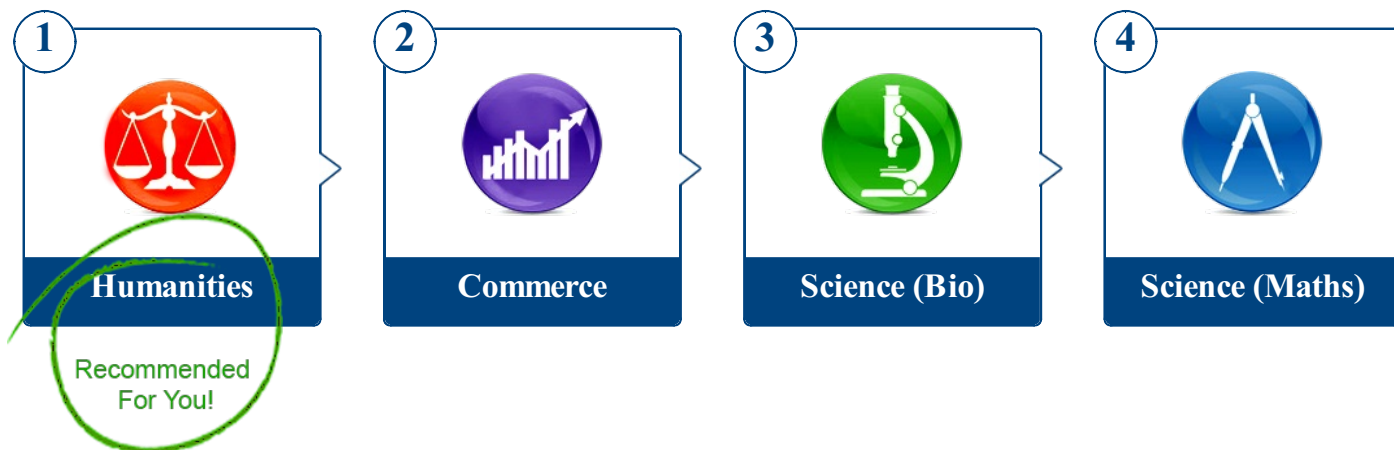 1
2
3
4
Humanities
Commerce
Science (Bio)
Science (Maths)
Recommended
For You!